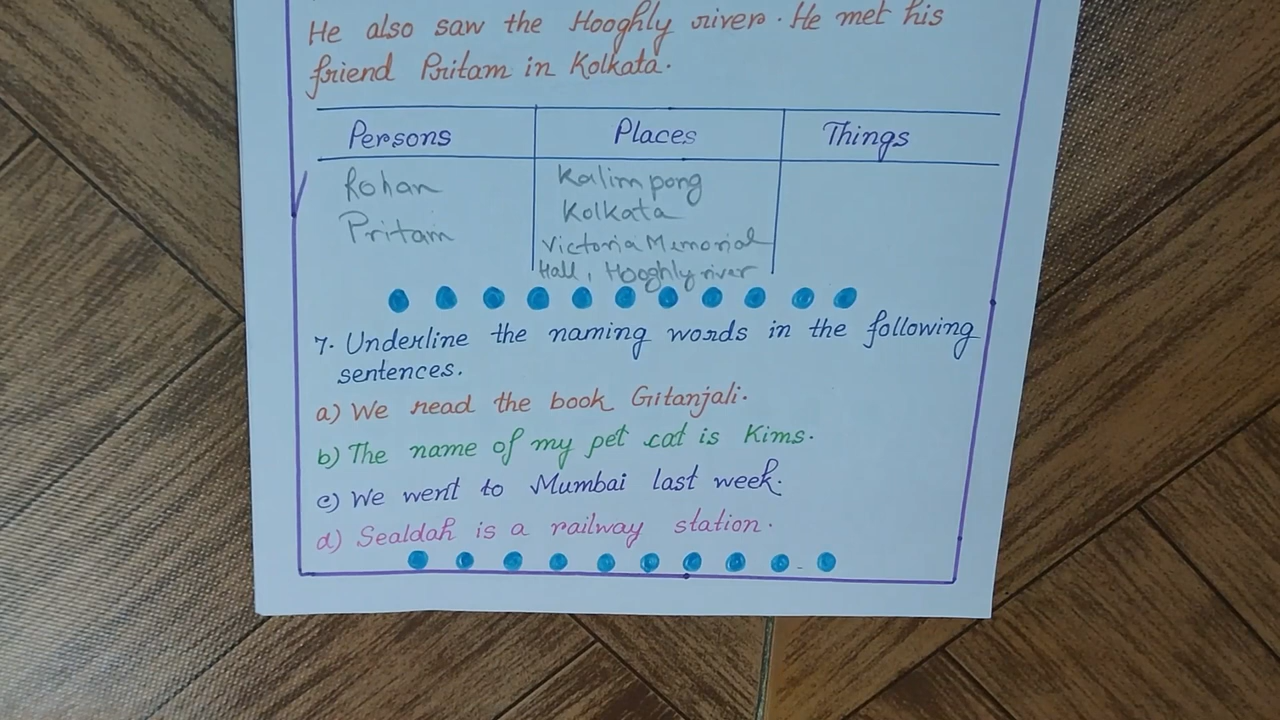 He also saw the Hooghly river. He met his
friend Pritam in Kolkata.
Persons Places Things
Rohan Kalimpong
Pritam Kolkata
Victoria Memorial
Hall, Hooghly river
7. Underline the naming words in the following
sentences.
a) We read the book Gitanjali.
b) The name of my pet cat is Kims.
c) We went to Mumbai last week.
d) Sealdah is a railway station.